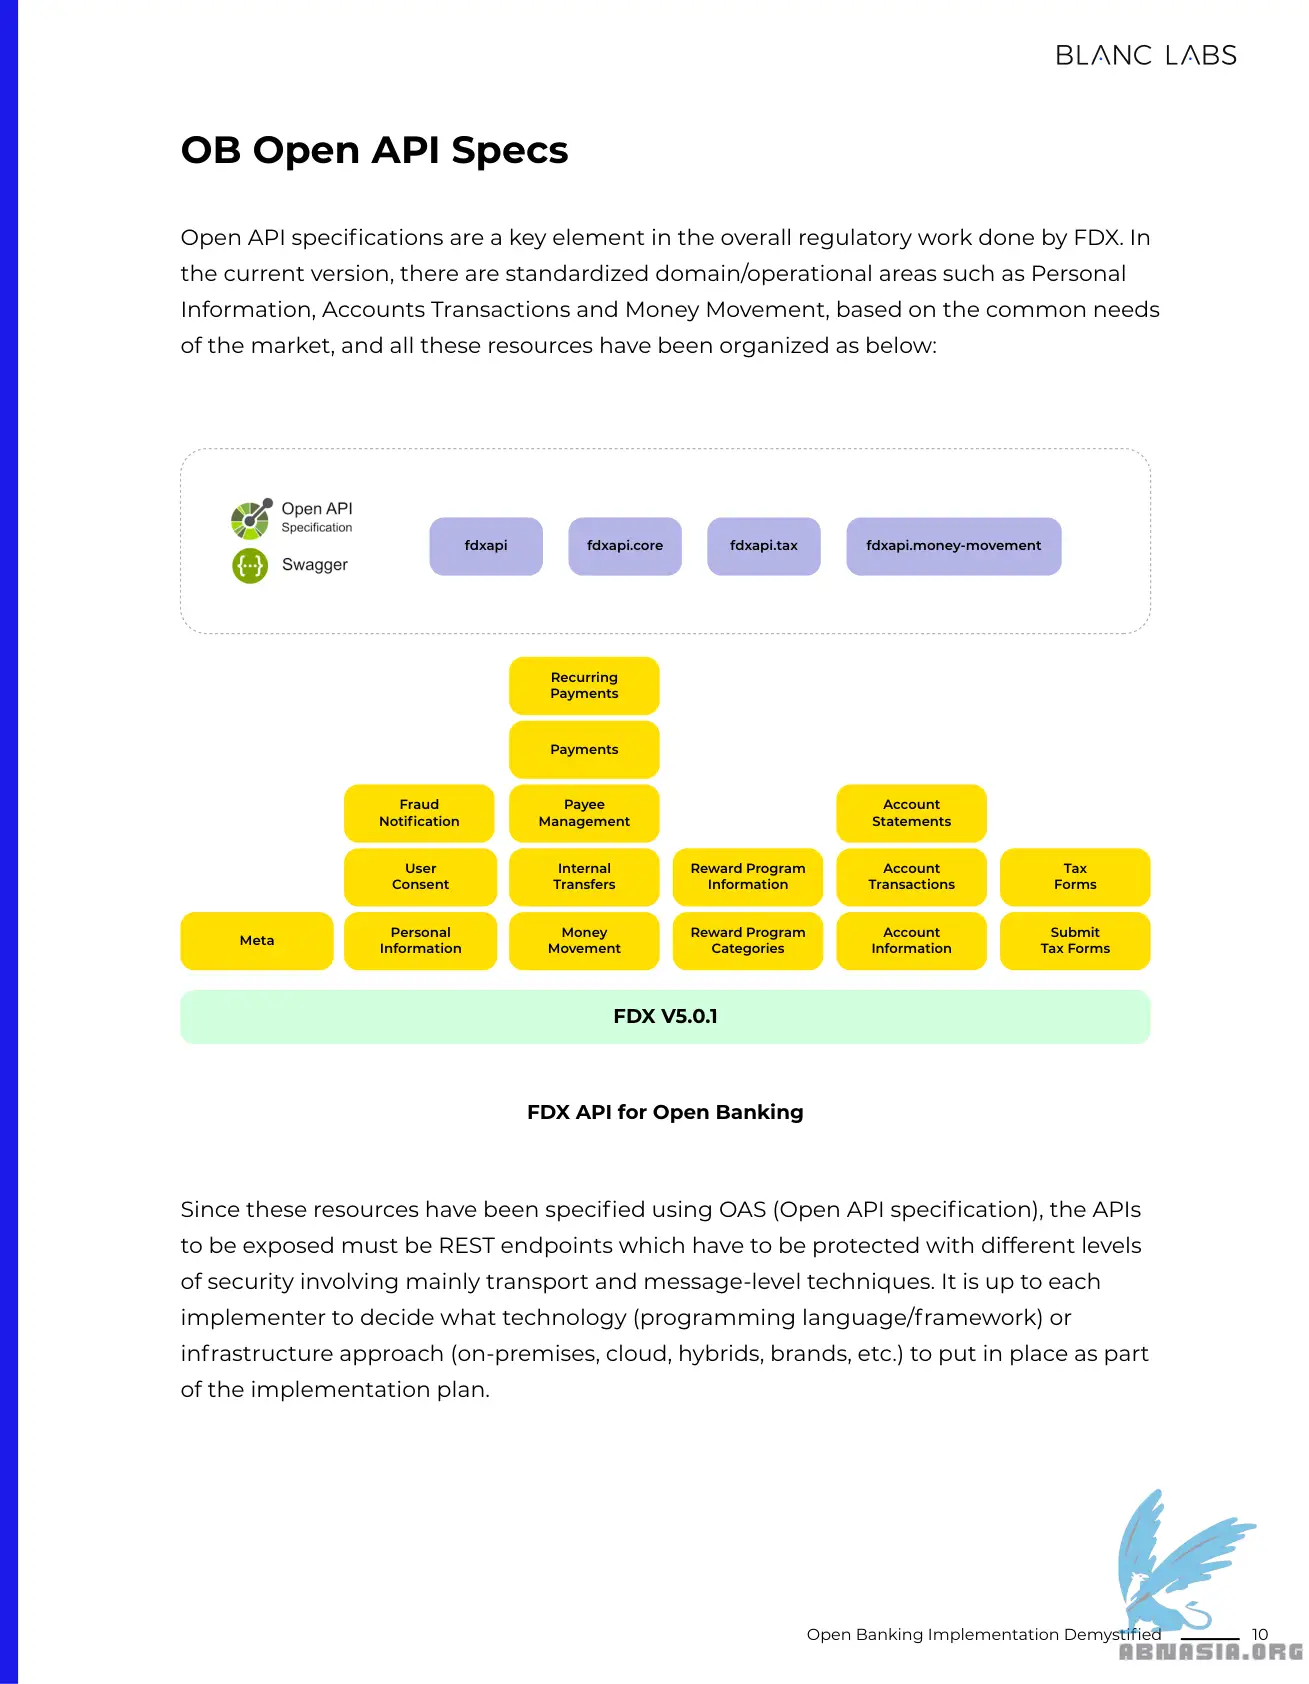 BLANC LABS
OB Open API Specs
Open API specifications are a key element in the overall regulatory work done by FDX. In
the current version, there are standardized domain/operational areas such as Personal
Information, Accounts Transactions and Money Movement, based on the common needs
of the market, and all these resources have been organized as below:
Open API
Specification
Swagger
fdxapi
fdxapi.core
fdxapi.tax
fdxapi.money-movement
Recurring
Payments
Payments
Fraud
Notification
Payee
Management
Account
Statements
User
Consent
Internal
Transfers
Reward Program
Information
Account
Transactions
Tax
Forms
Meta
Personal
Information
Money
Movement
Reward Program
Categories
Account
Information
Submit
Tax Forms
FDX V5.0.1
FDX API for Open Banking
Since these resources have been specified using OAS (Open API specification), the APIs
to be exposed must be REST endpoints which have to be protected with different levels
of security involving mainly transport and message-level techniques. It is up to each
implementer to decide what technology (programming language/framework) or
infrastructure approach (on-premises, cloud, hybrids, brands, etc.) to put in place as part
of the implementation plan.
Open Banking Implementation Demystified 10
ABNASIA.ORG